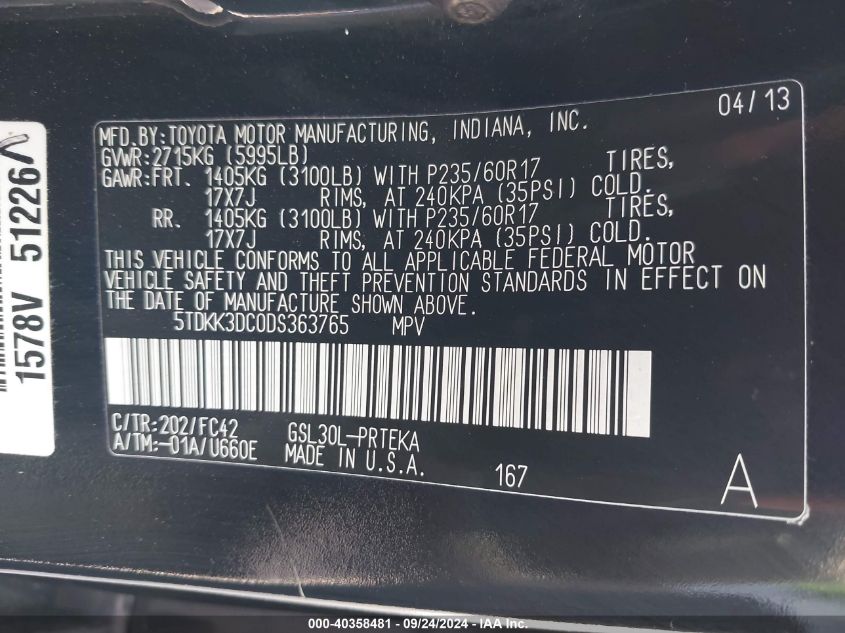 04/13
MFD. BY: TOYOTA MOTOR MANUFACTURING, INDIANA, INC.
GVWR: 2715KG (5995LB)
GAWR: FRT. 1405KG (3100LB) WITH P235/60R17 TIRES,
17X7J RIMS, AT 240KPA (35PSI) COLD.
RR. 1405KG (3100LB) WITH P235/60R17 TIRES,
17X7J RIMS, AT 240KPA (35PSI) COLD.
THIS VEHICLE CONFORMS TO ALL APPLICABLE FEDERAL MOTOR
VEHICLE SAFETY AND THEFT PREVENTION STANDARDS IN EFFECT ON
THE DATE OF MANUFACTURE SHOWN ABOVE.
5TDKK3DC0DS363765 MPV
C/TR: 202/FC42 GSL30L-PRTEKA
A/TM: -01A/U660E MADE IN U.S.A.
167
A
1578V 51226
000-40358481 - 09/24/2024 - IAA Inc.